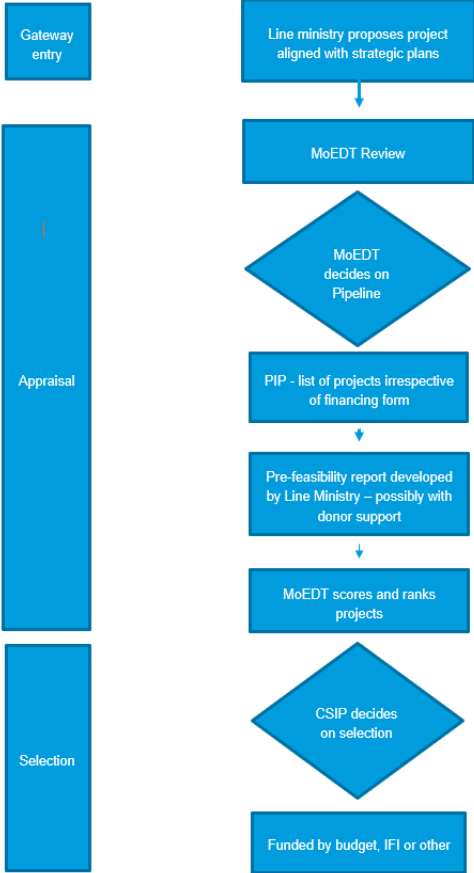 Gateway
entry
Line ministry proposes project
aligned with strategic plans
MoEDT Review
MoEDT
decides on
Pipeline
Appraisal
PIP - list of projects irrespective
of financing form
Pre-feasibility report developed
by Line Ministry – possibly with
donor support
MoEDT scores and ranks
projects
CSIP decides
on selection
Selection
Funded by budget, IFI or other